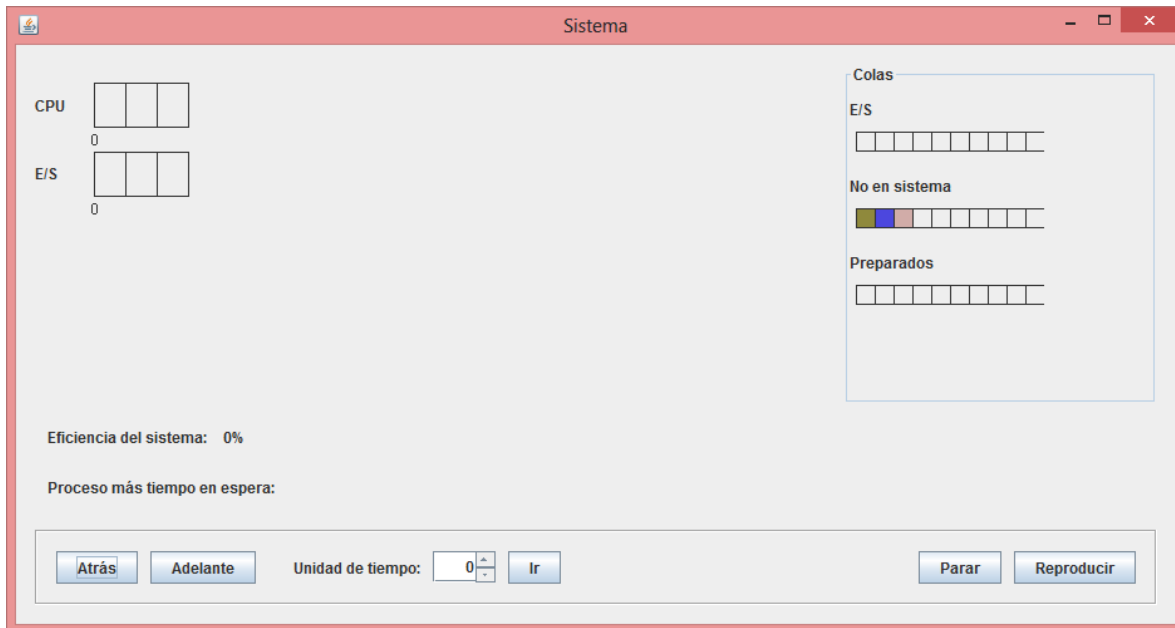 Sistema
CPU
0
E/S
0
Colas
E/S
No en sistema
Preparados
Eficiencia del sistema: 0%
Proceso más tiempo en espera:
Atrás Adelante Unidad de tiempo: 0 Ir Parar Reproducir